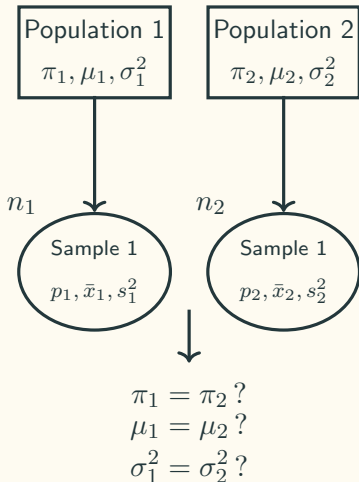 Population 1
π₁, μ₁, σ₁²
Population 2
π₂, μ₂, σ₂²
n₁
n₂
Sample 1
p₁, x̄₁, s₁²
Sample 1
p₂, x̄₂, s₂²
π₁ = π₂ ?
μ₁ = μ₂ ?
σ₁² = σ₂² ?